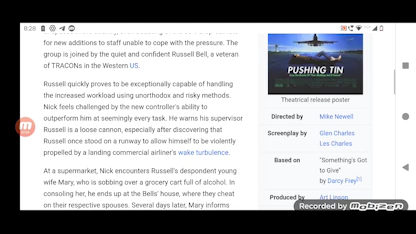 8:28
for new additions to staff unable to cope with the pressure. The
group is joined by the quiet and confident Russell Bell, a veteran
of TRACONs in the Western US.
Russell quickly proves to be exceptionally capable of handling
the increased workload using unorthodox and risky methods.
Nick feels challenged by the new controller's ability to
outperform him at seemingly every task. He warns his supervisor
Russell is a loose cannon, especially after discovering that
Russell once stood on a runway to allow himself to be violently
propelled by a landing commercial airliner's wake turbulence.
At a supermarket, Nick encounters Russell's despondent young
wife Mary, who is sobbing over a grocery cart full of alcohol. In
consoling her, he ends up at the Bells' house, where they cheat
on their respective spouses. Several days later, Mary informs
PUSHING TIN
Theatrical release poster
Directed by Mike Newell
Screenplay by Glen Charles
Les Charles
Based on "Something's Got
to Give"
by Darcy Frey[1]
Produced by Art Linson
Recorded by Mobizen